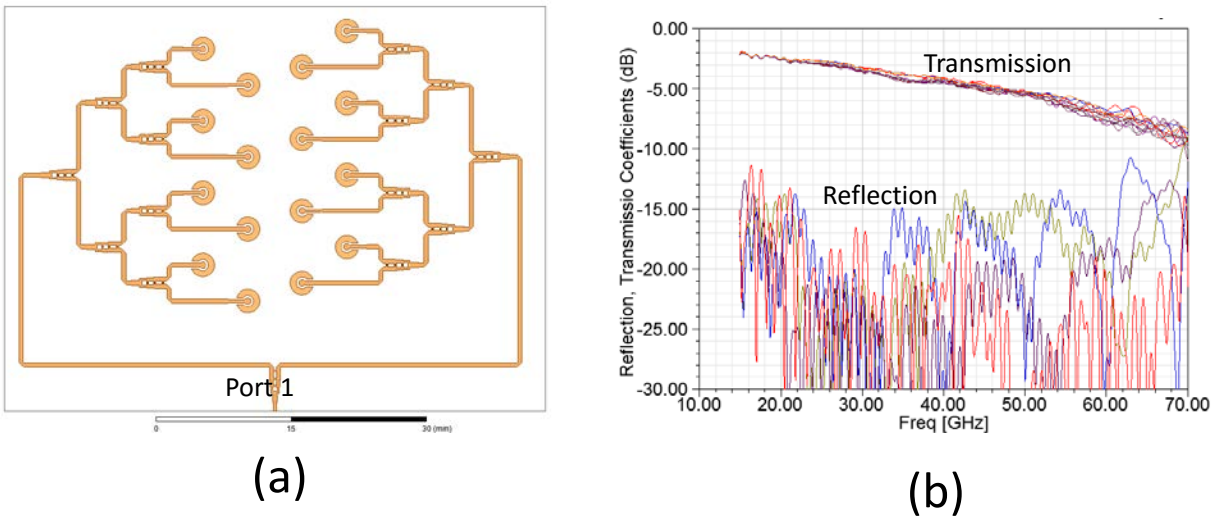 Port 1
0
15
30 (mm)
(a)
Reflection, Transmissio Coefficients (dB)
0.00
-5.00
-10.00
-15.00
-20.00
-25.00
-30.00
Transmission
Reflection
10.00 20.00 30.00 40.00 50.00 60.00 70.00
Freq [GHz]
(b)